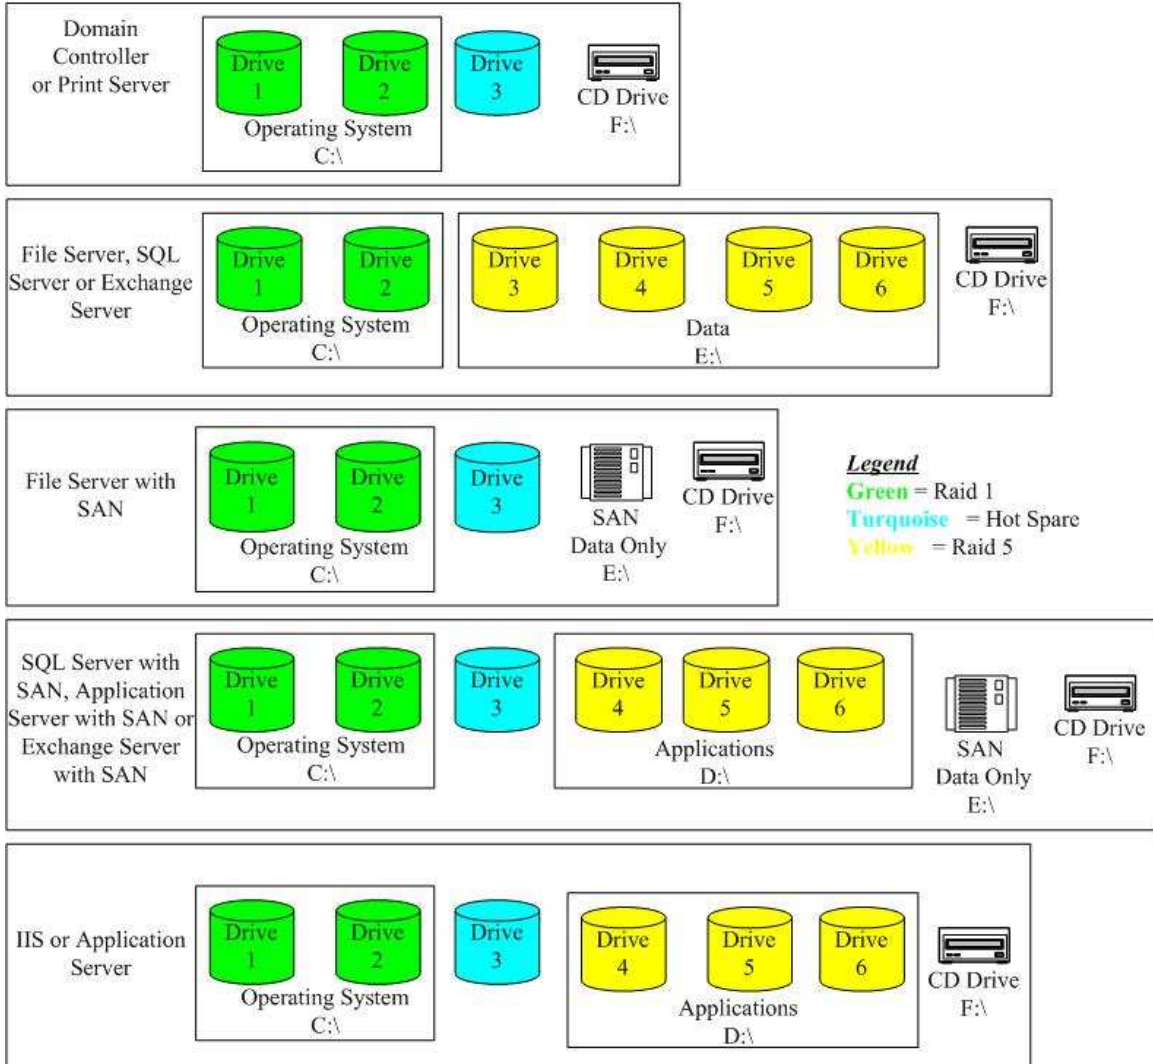 Domain
Controller
or Print Server
Drive
1
Drive
2
Operating System
C:\
Drive
3
CD Drive
F:\
File Server, SQL
Server or Exchange
Server
Drive
1
Drive
2
Operating System
C:\
Drive
3
Drive
4
Drive
5
Drive
6
Data
E:\
CD Drive
F:\
File Server with
SAN
Drive
1
Drive
2
Operating System
C:\
Drive
3
SAN
Data Only
E:\
CD Drive
F:\
Legend
Green = Raid 1
Turquoise = Hot Spare
Yellow = Raid 5
SQL Server with
SAN, Application
Server with SAN or
Exchange Server
with SAN
Drive
1
Drive
2
Operating System
C:\
Drive
3
Drive
4
Drive
5
Drive
6
Applications
D:\
SAN
Data Only
E:\
CD Drive
F:\
IIS or Application
Server
Drive
1
Drive
2
Operating System
C:\
Drive
3
Drive
4
Drive
5
Drive
6
Applications
D:\
CD Drive
F:\